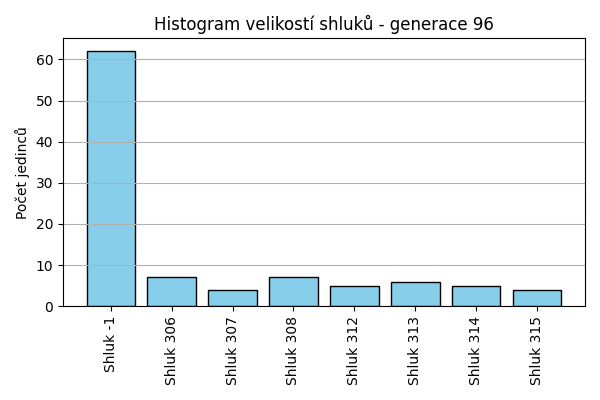 Histogram velikostí shluků - generace 96
Počet jedinců
60
50
40
30
20
10
0
Shluk -1
Shluk 306
Shluk 307
Shluk 308
Shluk 312
Shluk 313
Shluk 314
Shluk 315